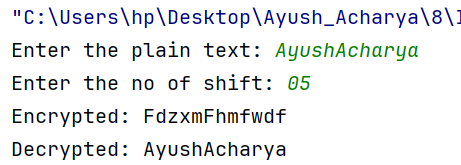 "C:\Users\hp\Desktop\Ayush_Acharya\8\
Enter the plain text: AyushAcharya
Enter the no of shift: 05
Encrypted: FdzxmFhmfwdf
Decrypted: AyushAcharya